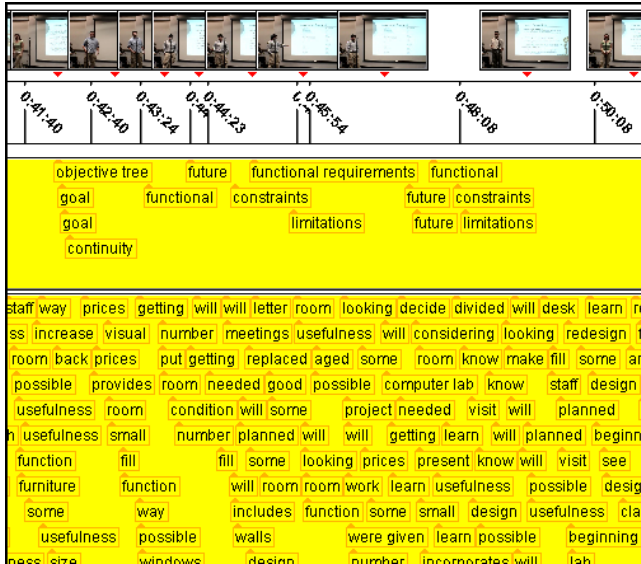 0:41:40 0:42:40 0:43:24 0:44:23 0:45:54 0:48:08 0:50:08
objective tree future functional requirements functional
goal functional constraints future constraints
goal limitations future limitations
continuity
staff way prices getting will will letter room looking decide divided will desk learn
increase visual number meetings usefulness will considering looking redesign
room back prices put getting replaced aged some room know make fill some
possible provides room needed good possible computer lab know staff design
usefulness room condition will some project needed visit will planned
usefulness small number planned will will getting learn will planned
function fill fill some looking prices present know will visit see
furniture function will room room work learn usefulness possible
some way includes function some small design usefulness
usefulness possible walls were given learn possible beginning
size windows design number incorporates will lab